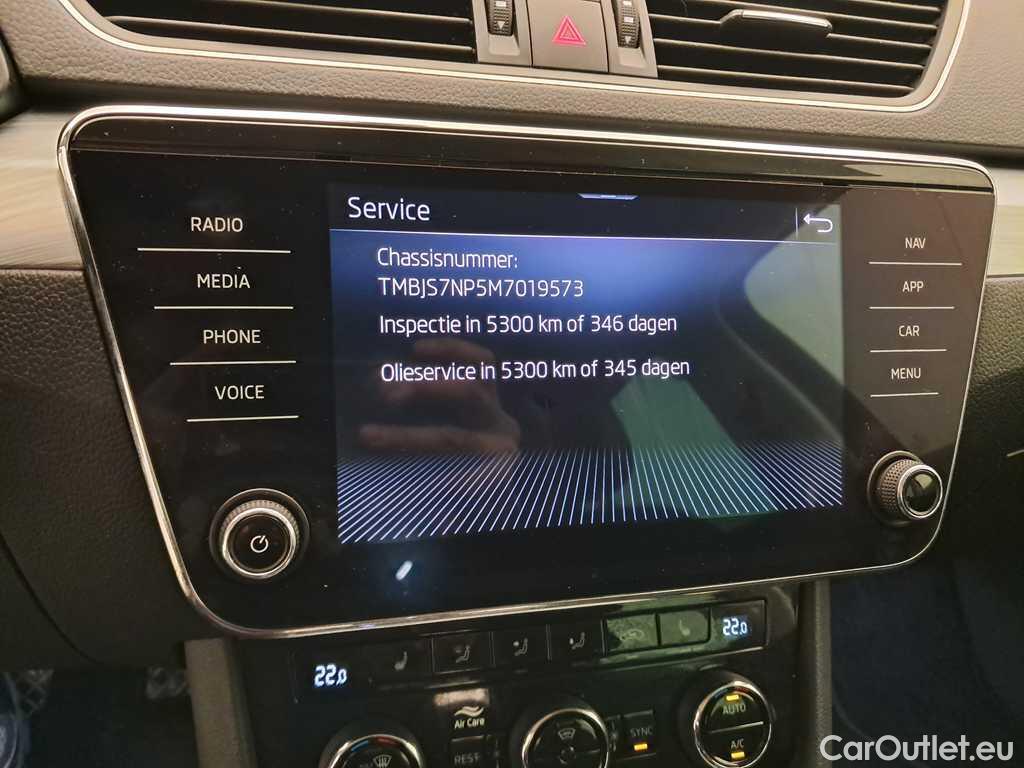 Service
RADIO
MEDIA
PHONE
VOICE
Chassisnummer:
TMBJS7NP5M7019573
Inspectie in 5300 km of 346 dagen
Olieservice in 5300 km of 345 dagen
NAV
APP
CAR
MENU
22.0
22.0
Air Care
REST
SYNC
AUTO
A/C
CarOutlet.eu